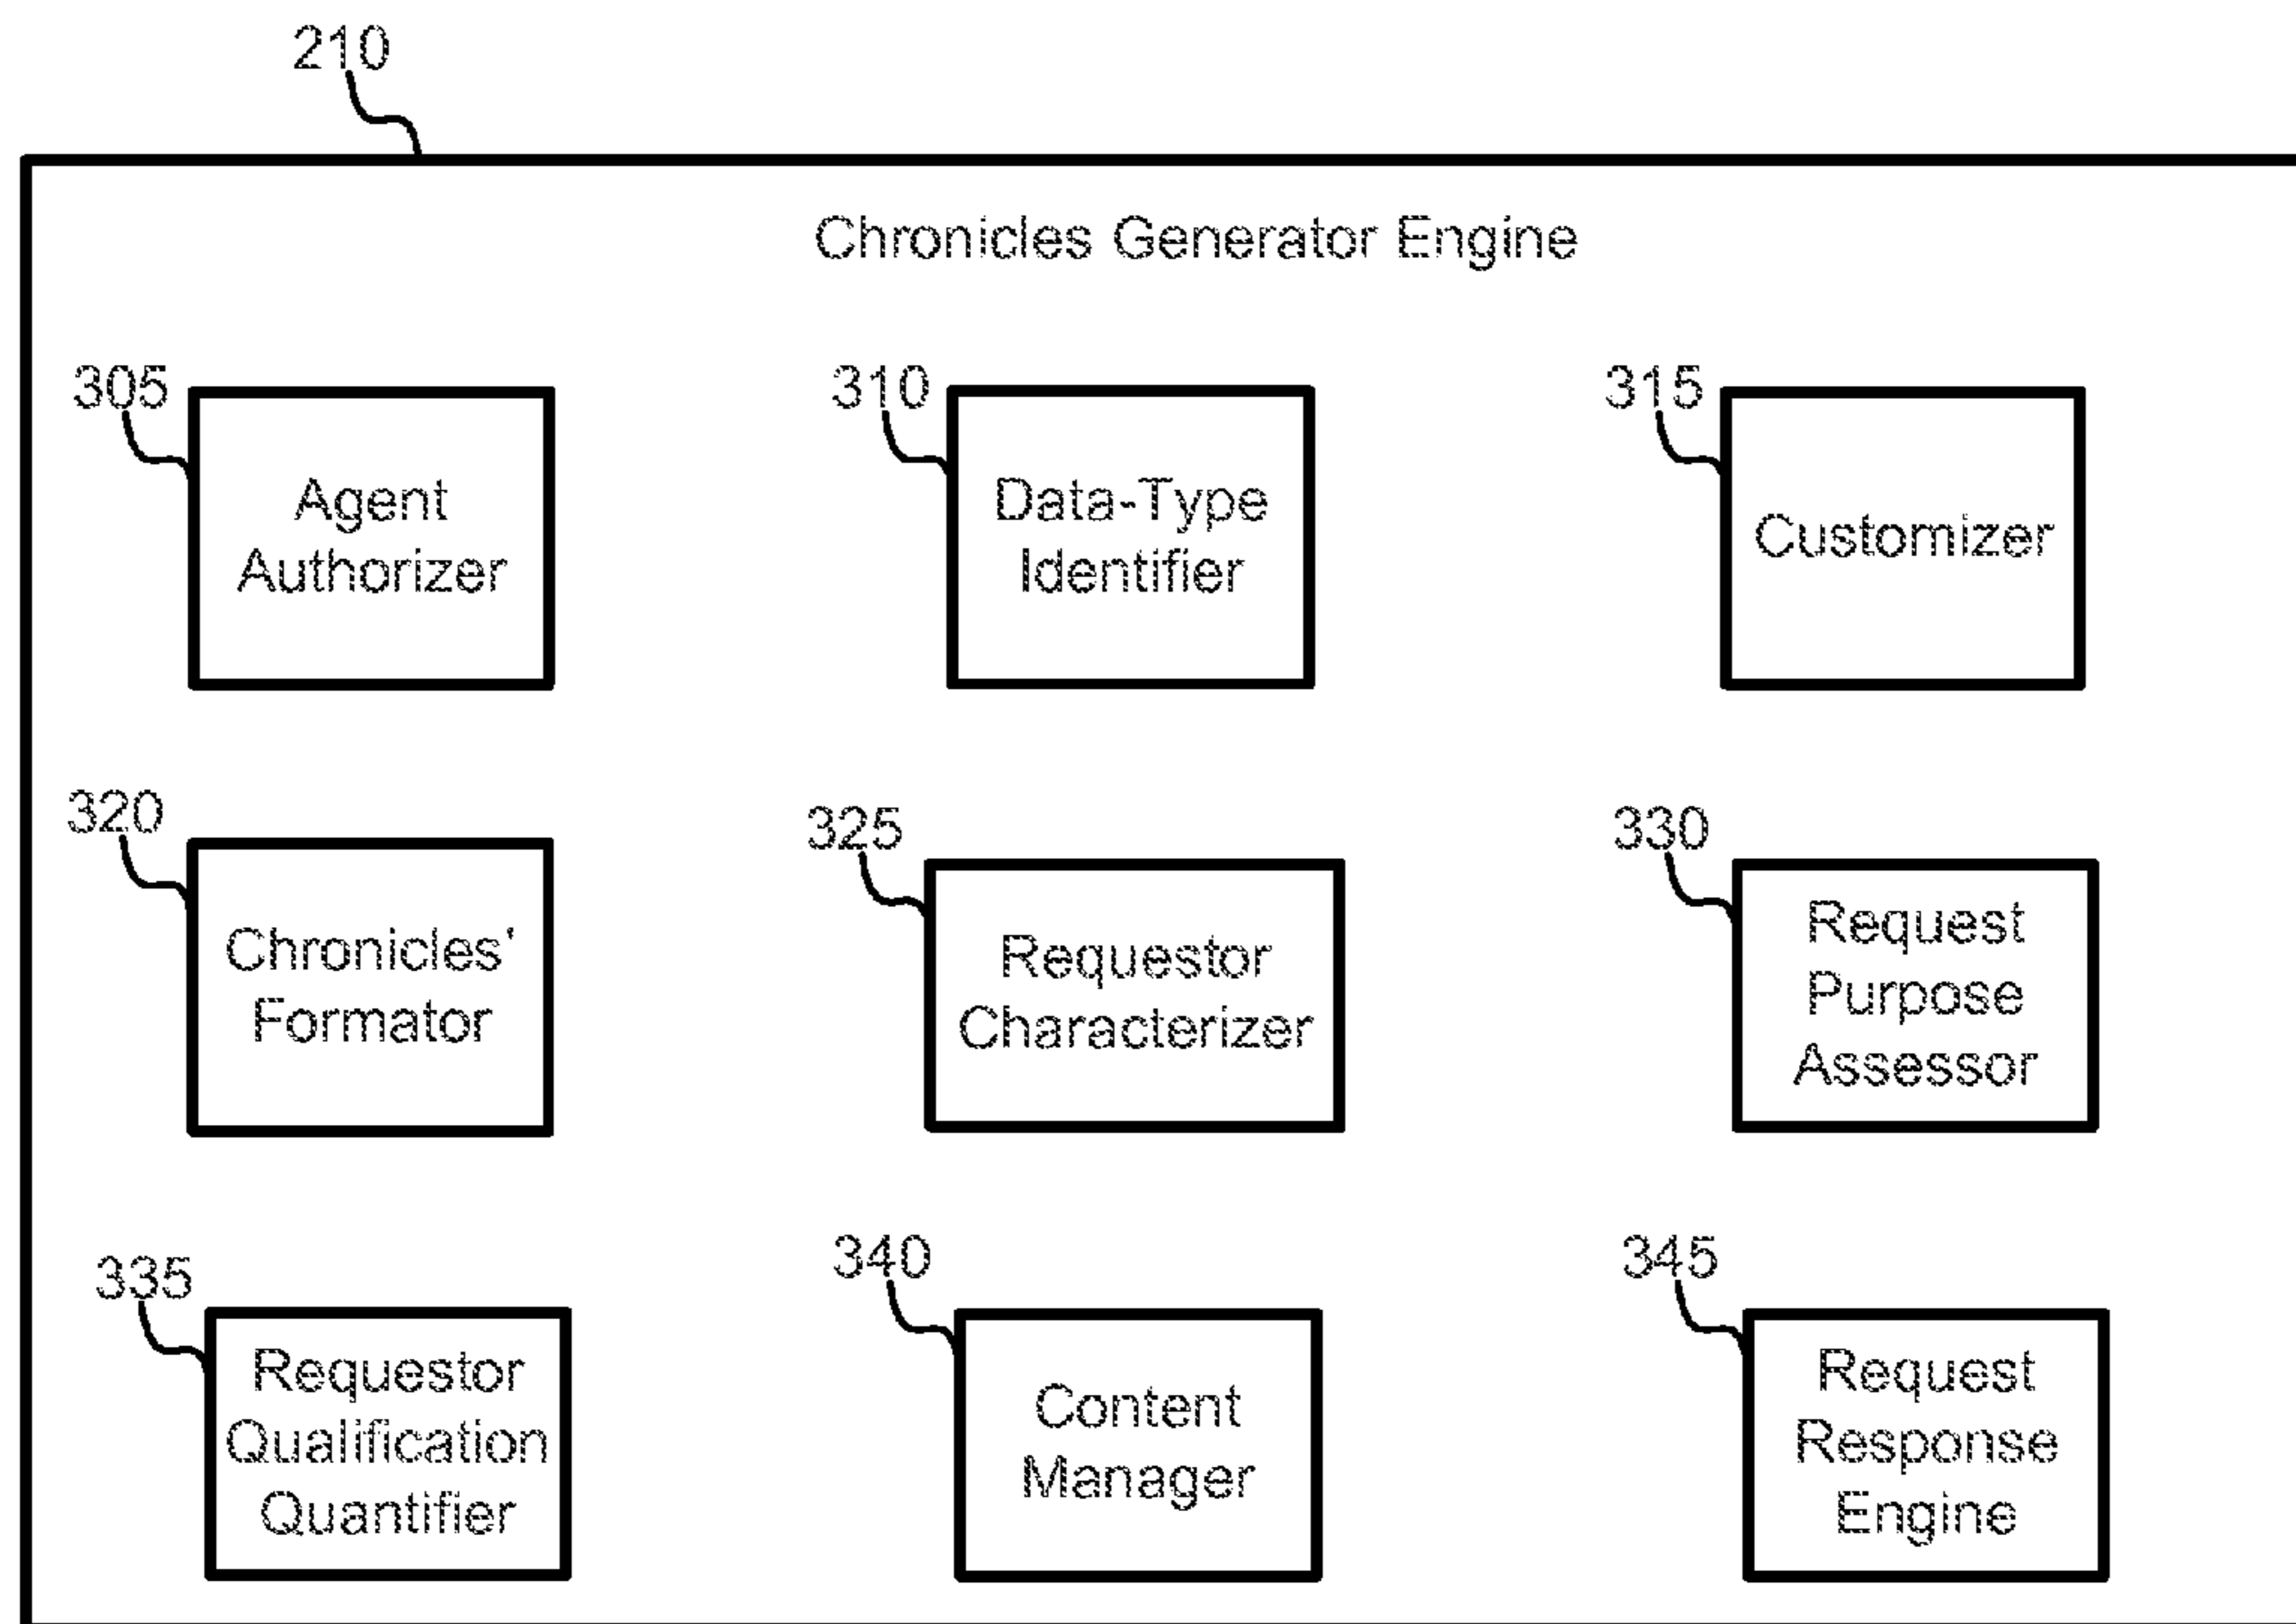 210
Chronicles Generator Engine
305
Agent
Authorizer
310
Data-Type
Identifier
315
Customizer
320
Chronicles'
Formator
325
Requestor
Characterizer
330
Request
Purpose
Assessor
335
Requestor
Qualification
Quantifier
340
Content
Manager
345
Request
Response
Engine